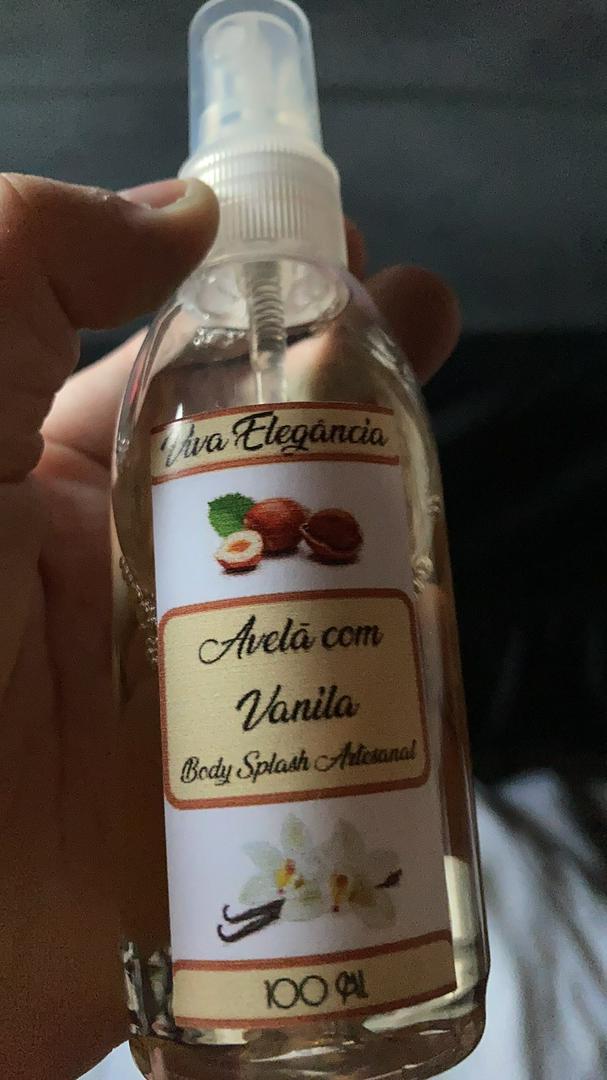 Viva Elegância
Avelã com
Vanila
Body Splash Artesanal
100 ML